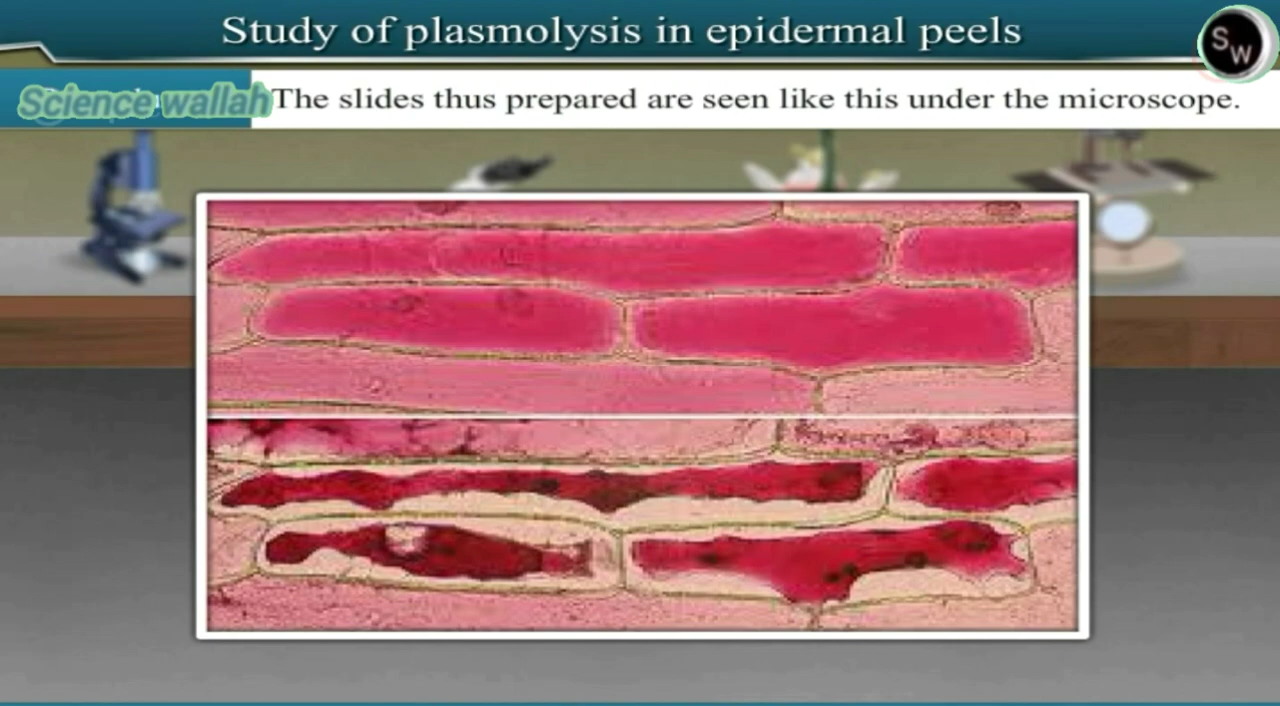 Study of plasmolysis in epidermal peels
SW
Science wallah
The slides thus prepared are seen like this under the microscope.